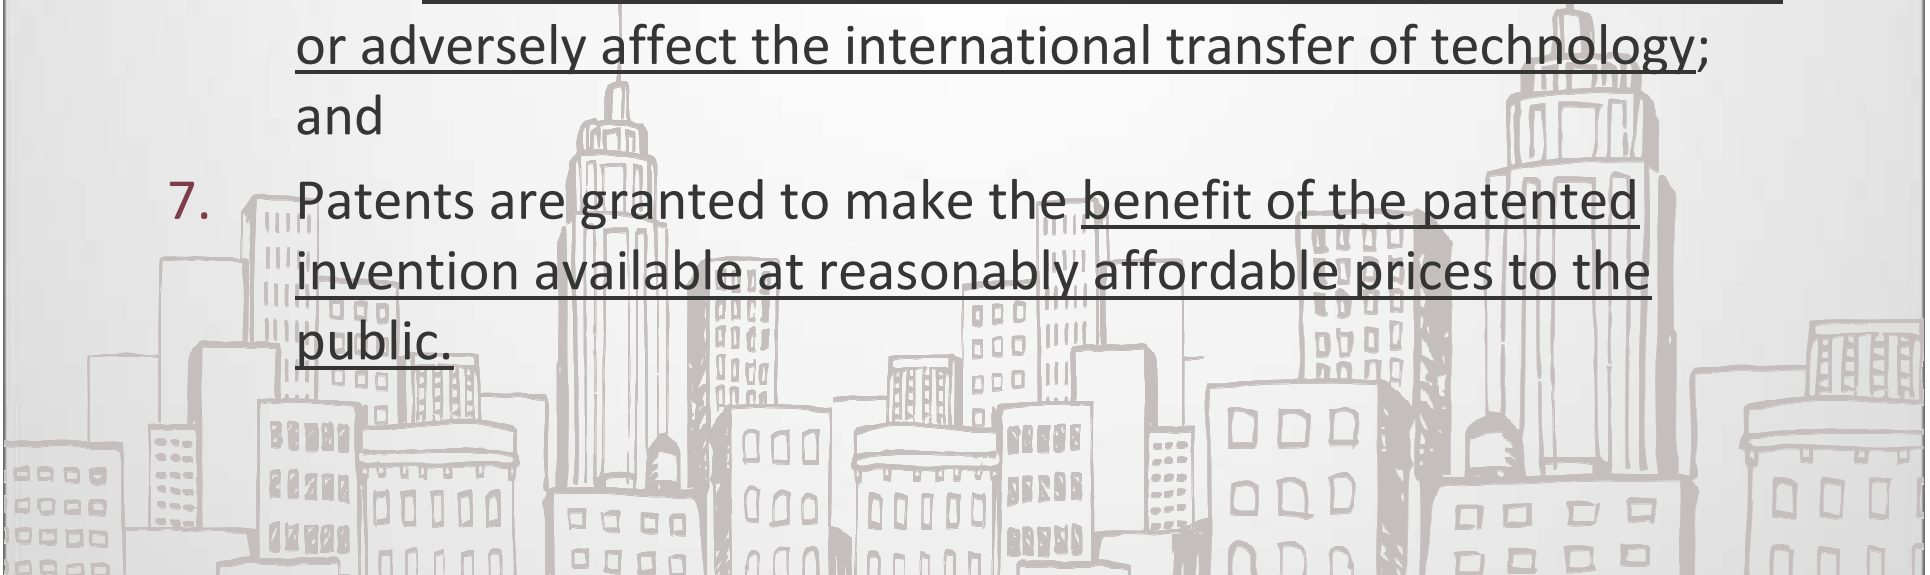 or adversely affect the international transfer of technology;
and
7. Patents are granted to make the benefit of the patented
invention available at reasonably affordable prices to the
public.